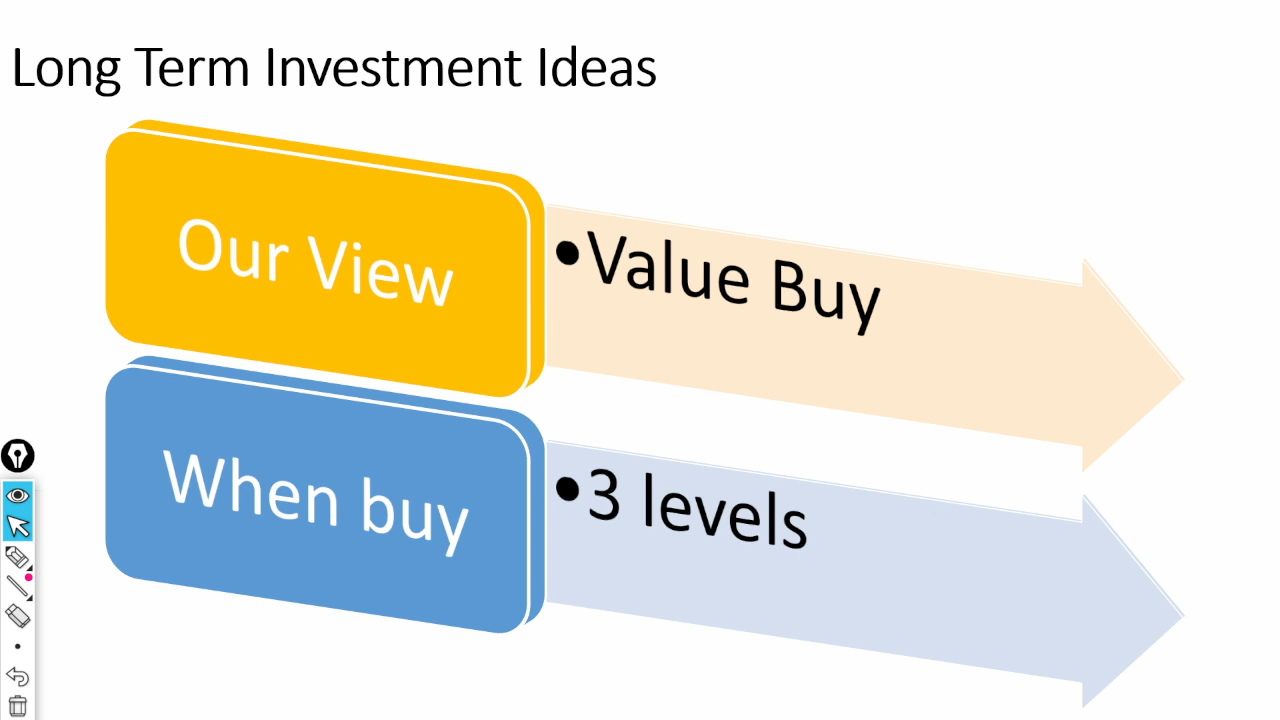 Long Term Investment Ideas
Our View
•Value Buy
When buy
•3 levels